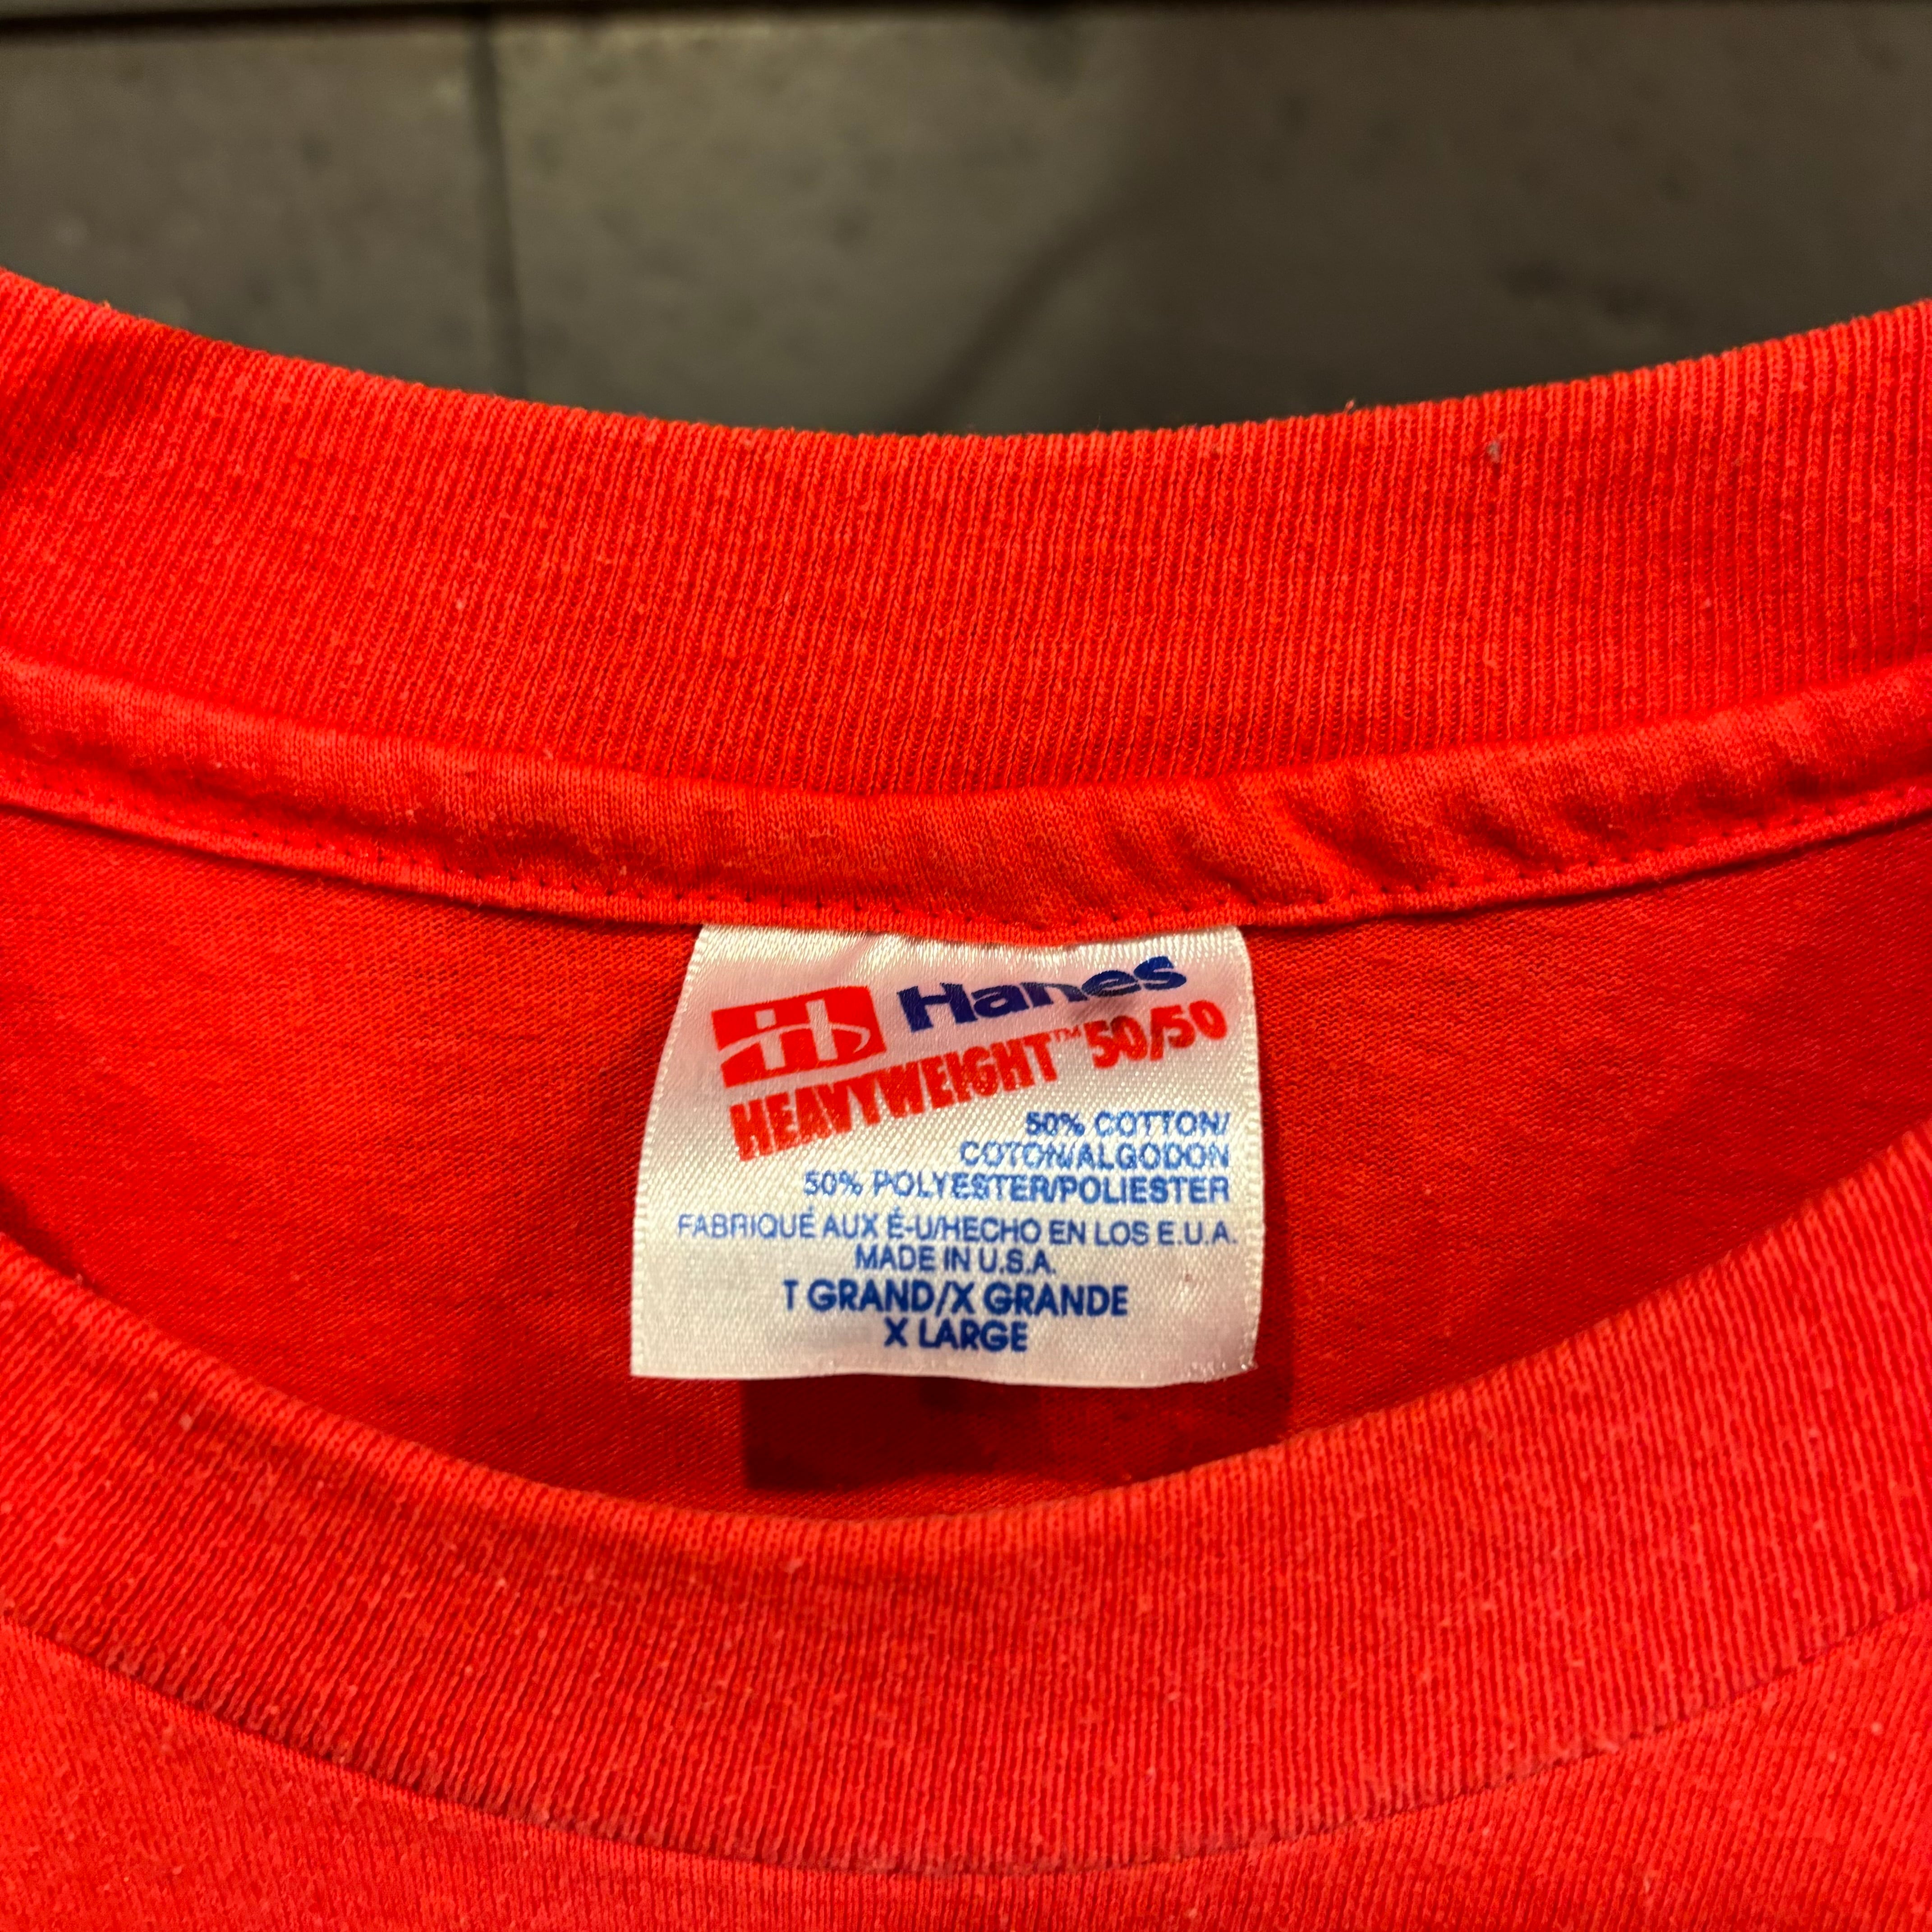 h Hanes
HEAVYWEIGHT™ 50/50
50% COTTON/
COTON/ALGODON
50% POLYESTER/POLIESTER
FABRIQUÉ AUX É-U/HECHO EN LOS E.U.A.
MADE IN U.S.A.
T GRAND/X GRANDE
X LARGE